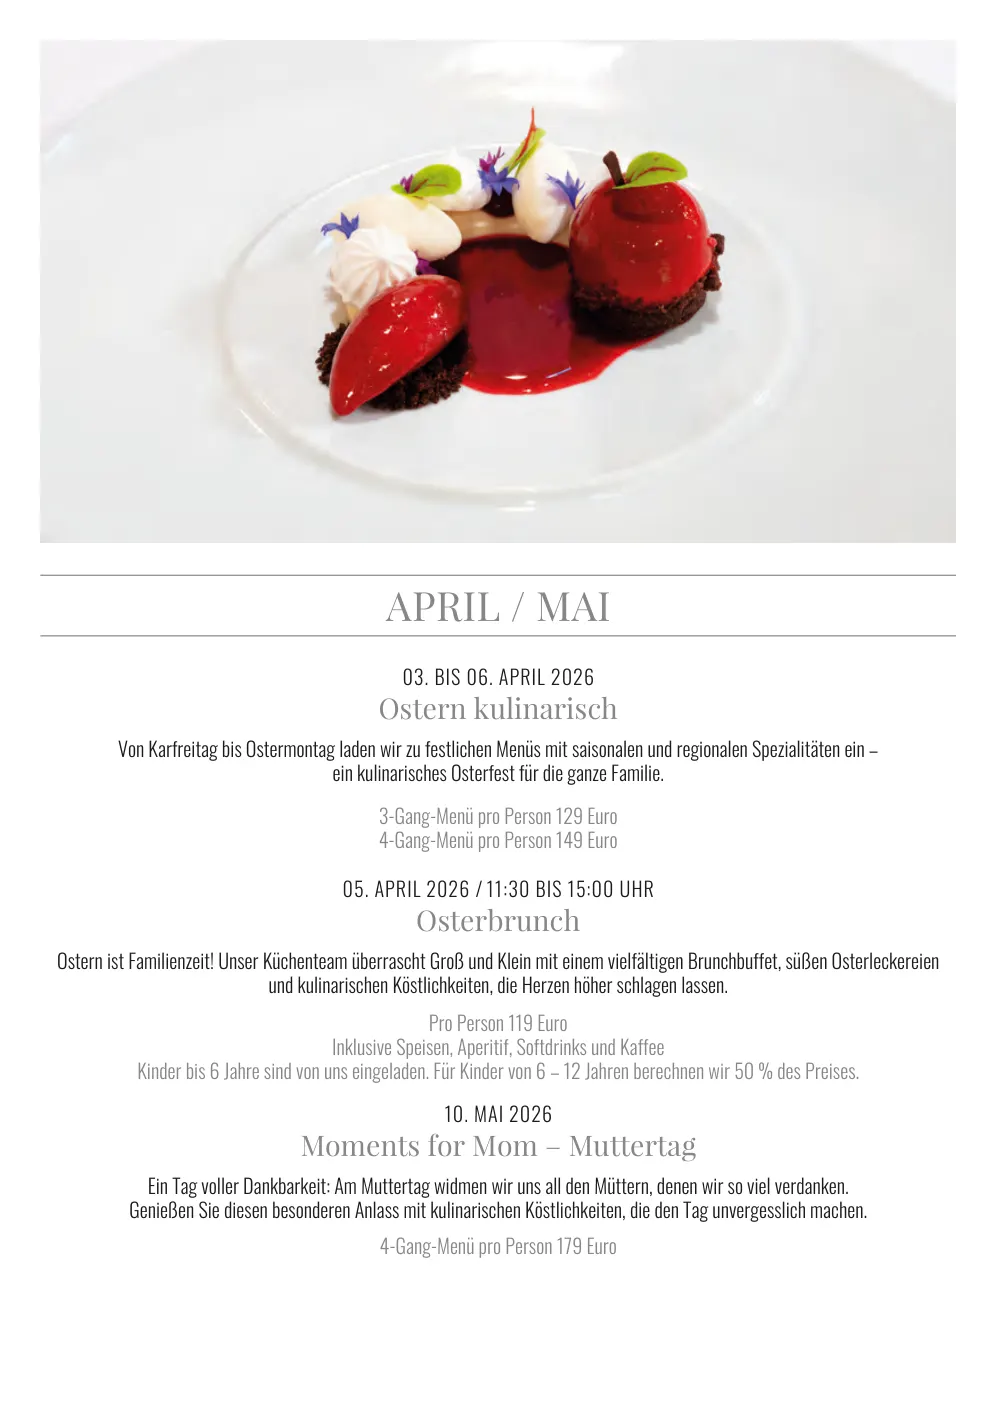 APRIL / MAI
03. BIS 06. APRIL 2026
Ostern kulinarisch
Von Karfreitag bis Ostermontag laden wir zu festlichen Menüs mit saisonalen und regionalen Spezialitäten ein –
ein kulinarisches Osterfest für die ganze Familie.
3-Gang-Menü pro Person 129 Euro
4-Gang-Menü pro Person 149 Euro
05. APRIL 2026 / 11:30 BIS 15:00 UHR
Osterbrunch
Ostern ist Familienzeit! Unser Küchenteam überrascht Groß und Klein mit einem vielfältigen Brunchbuffet, süßen Osterleckereien
und kulinarischen Köstlichkeiten, die Herzen höher schlagen lassen.
Pro Person 119 Euro
Inklusive Speisen, Aperitif, Softdrinks und Kaffee
Kinder bis 6 Jahre sind von uns eingeladen. Für Kinder von 6 – 12 Jahren berechnen wir 50 % des Preises.
10. MAI 2026
Moments for Mom – Muttertag
Ein Tag voller Dankbarkeit: Am Muttertag widmen wir uns all den Müttern, denen wir so viel verdanken.
Genießen Sie diesen besonderen Anlass mit kulinarischen Köstlichkeiten, die den Tag unvergesslich machen.
4-Gang-Menü pro Person 179 Euro